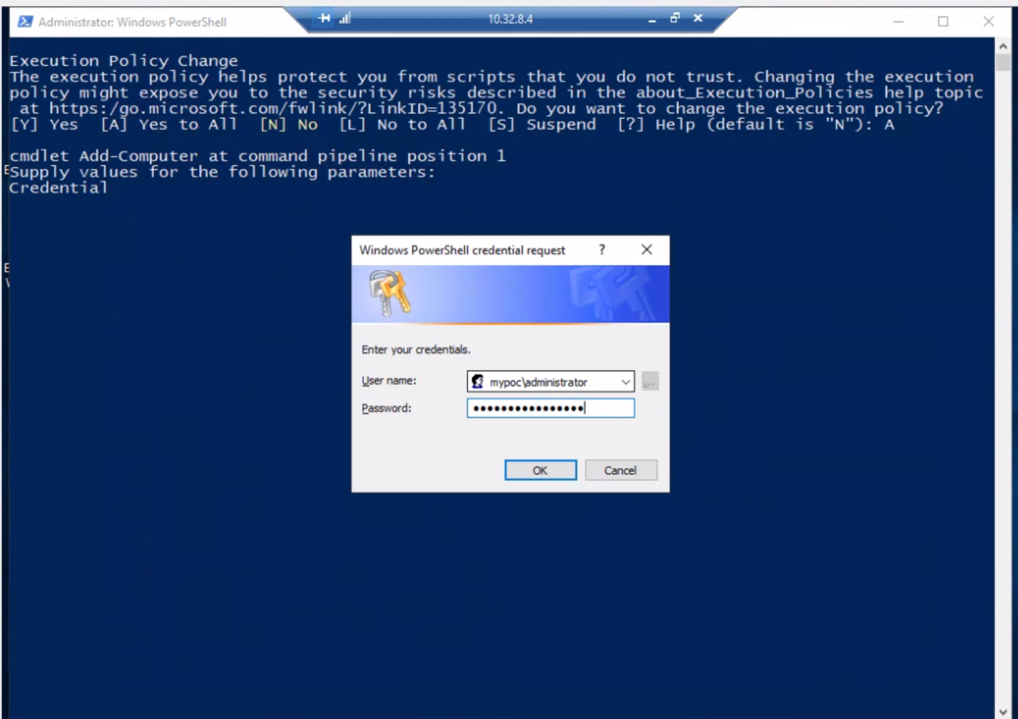 Administrator: Windows PowerShell
10.32.8.4
Execution Policy Change
The execution policy helps protect you from scripts that you do not trust. Changing the execution
policy might expose you to the security risks described in the about_Execution_Policies help topic
at https:/go.microsoft.com/fwlink/?LinkID=135170. Do you want to change the execution policy?
[Y] Yes [A] Yes to All [N] No [L] No to All [S] Suspend [?] Help (default is "N"): A
cmdlet Add-Computer at command pipeline position 1
Supply values for the following parameters:
Credential
Windows PowerShell credential request
Enter your credentials.
User name:
mypoc\administrator
Password:
OK
Cancel